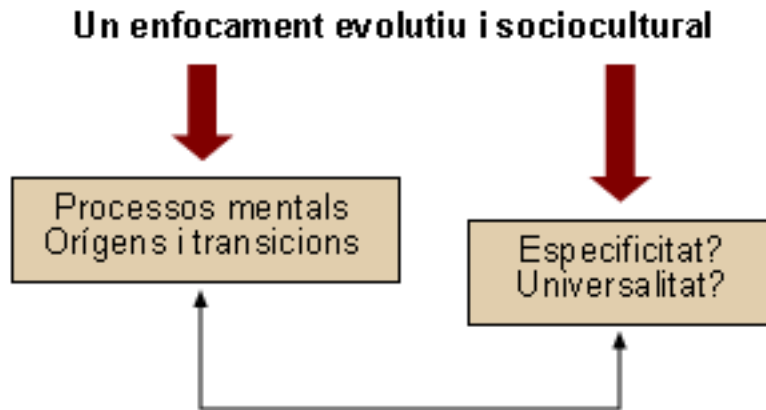 Un enfocament evolutiu i sociocultural
Processos mentals
Orígens i transicions
Especificitat?
Universalitat?